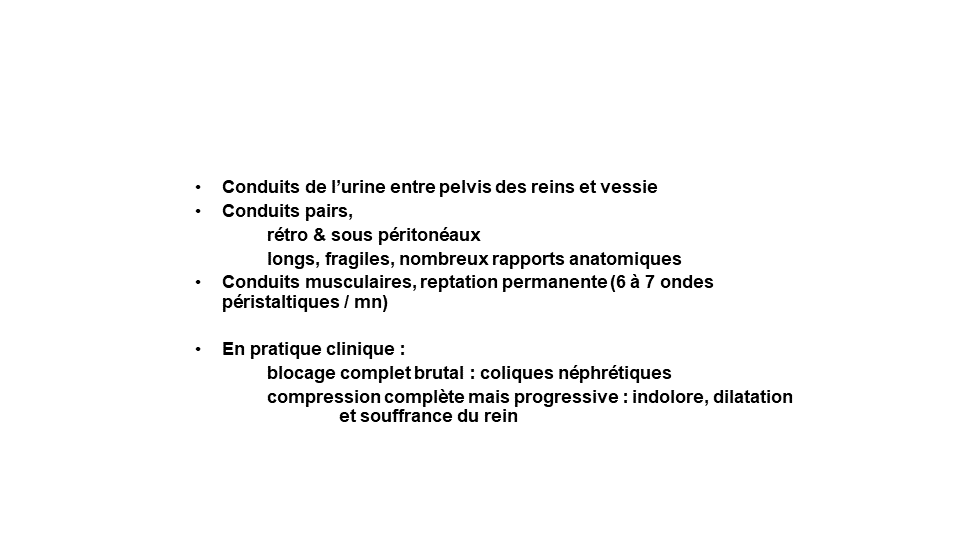 • Conduits de l’urine entre pelvis des reins et vessie
• Conduits pairs,
rétro & sous péritonéaux
longs, fragiles, nombreux rapports anatomiques
• Conduits musculaires, reptation permanente (6 à 7 ondes
péristaltiques / mn)
• En pratique clinique :
blocage complet brutal : coliques néphrétiques
compression complète mais progressive : indolore, dilatation
et souffrance du rein